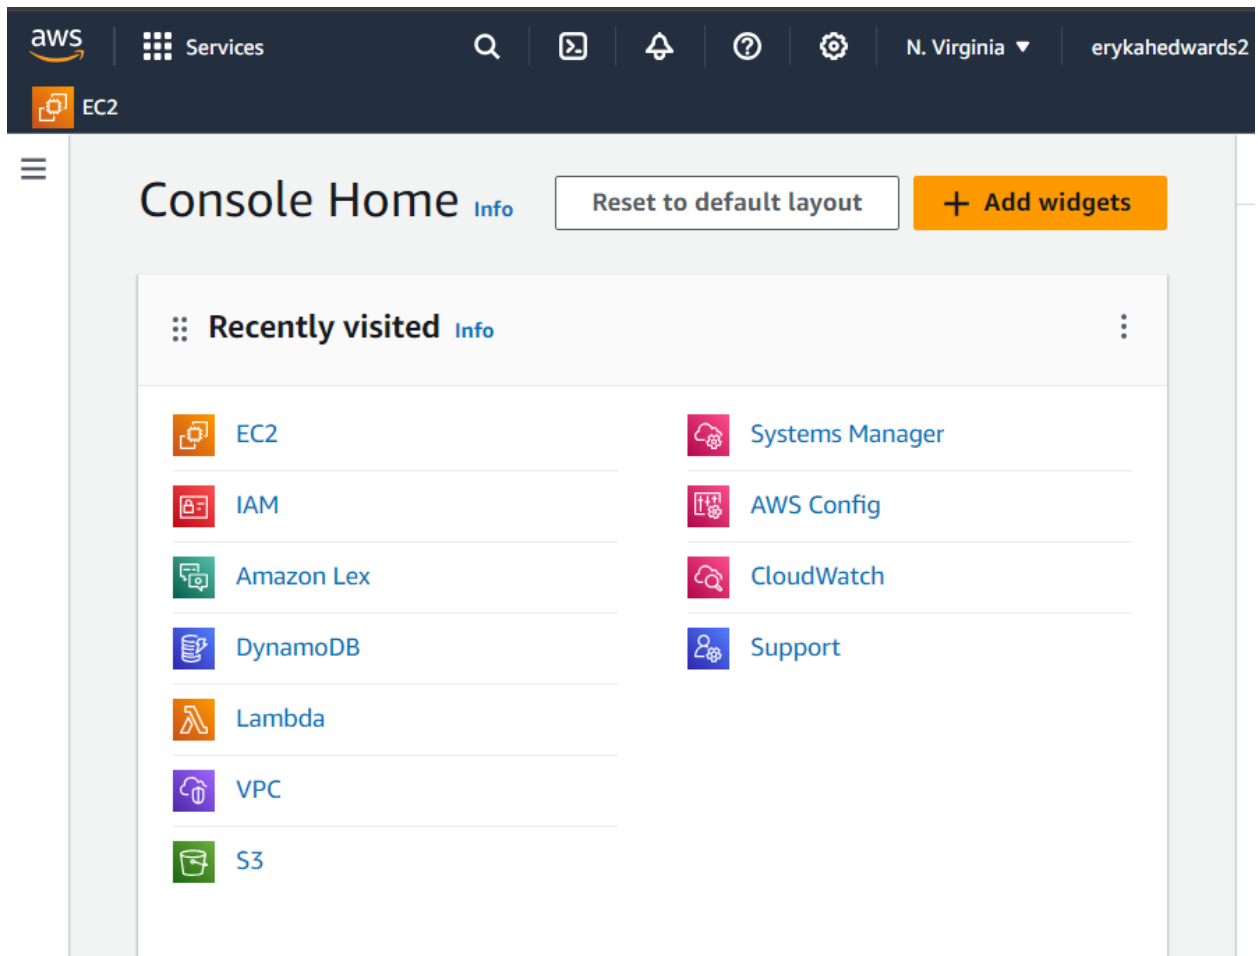 aws Services N. Virginia erykahedwards2
EC2
Console Home Info Reset to default layout + Add widgets
Recently visited Info
EC2
IAM
Amazon Lex
DynamoDB
Lambda
VPC
S3
Systems Manager
AWS Config
CloudWatch
Support